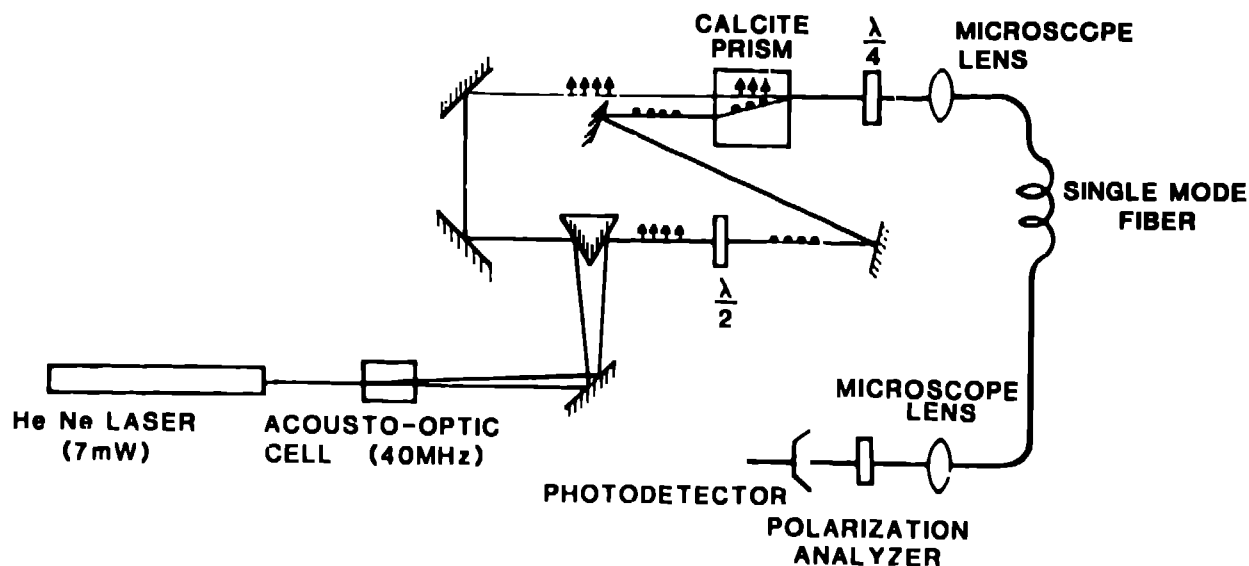 CALCITE
PRISM
λ/4
MICROSCOPE
LENS
SINGLE MODE
FIBER
λ/2
He Ne LASER
(7mW)
ACOUSTO-OPTIC
CELL (40MHz)
MICROSCOPE
LENS
PHOTODETECTOR
POLARIZATION
ANALYZER